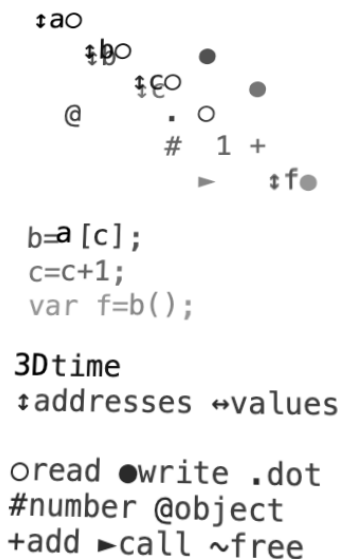 ↕a○
↕b○ ●
↕c○ ●
@ . ○
# 1 +
► ↕f●
b=a[c];
c=c+1;
var f=b();
3Dtime
↕addresses ↔values
○read ●write .dot
#number @object
+add ►call ~free